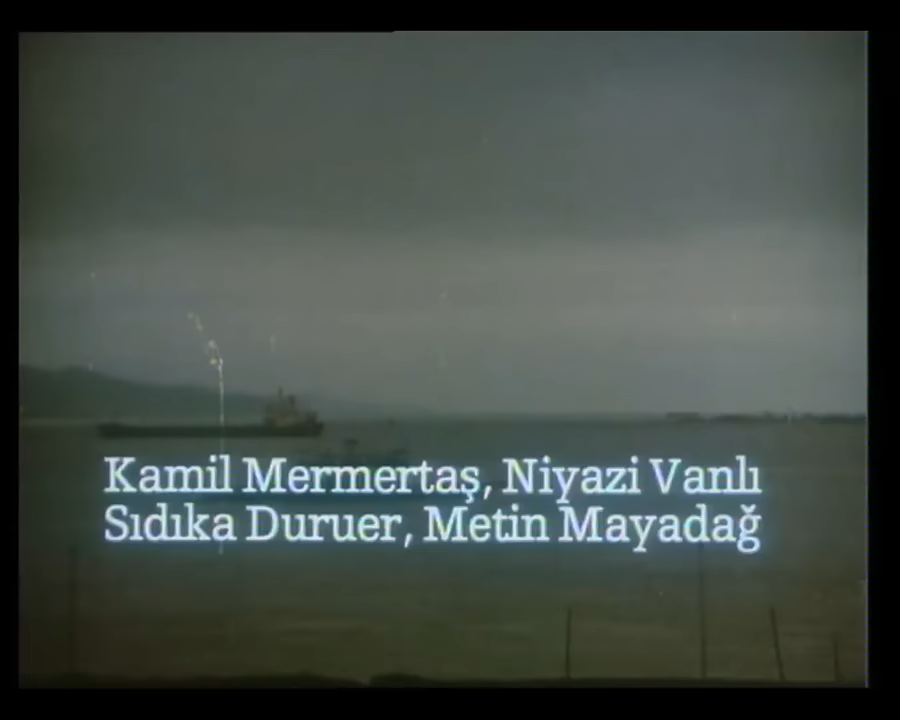 Kamil Mermertaş, Niyazi Vanlı
Sıdıka Duruer, Metin Mayadağ